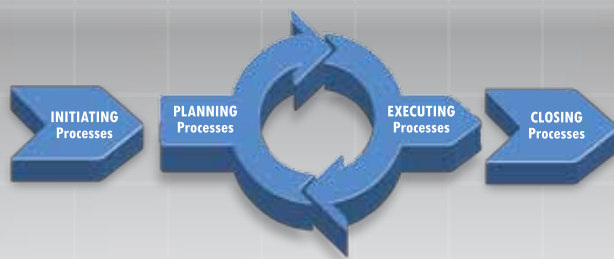 INITIATING
Processes
PLANNING
Processes
EXECUTING
Processes
CLOSING
Processes